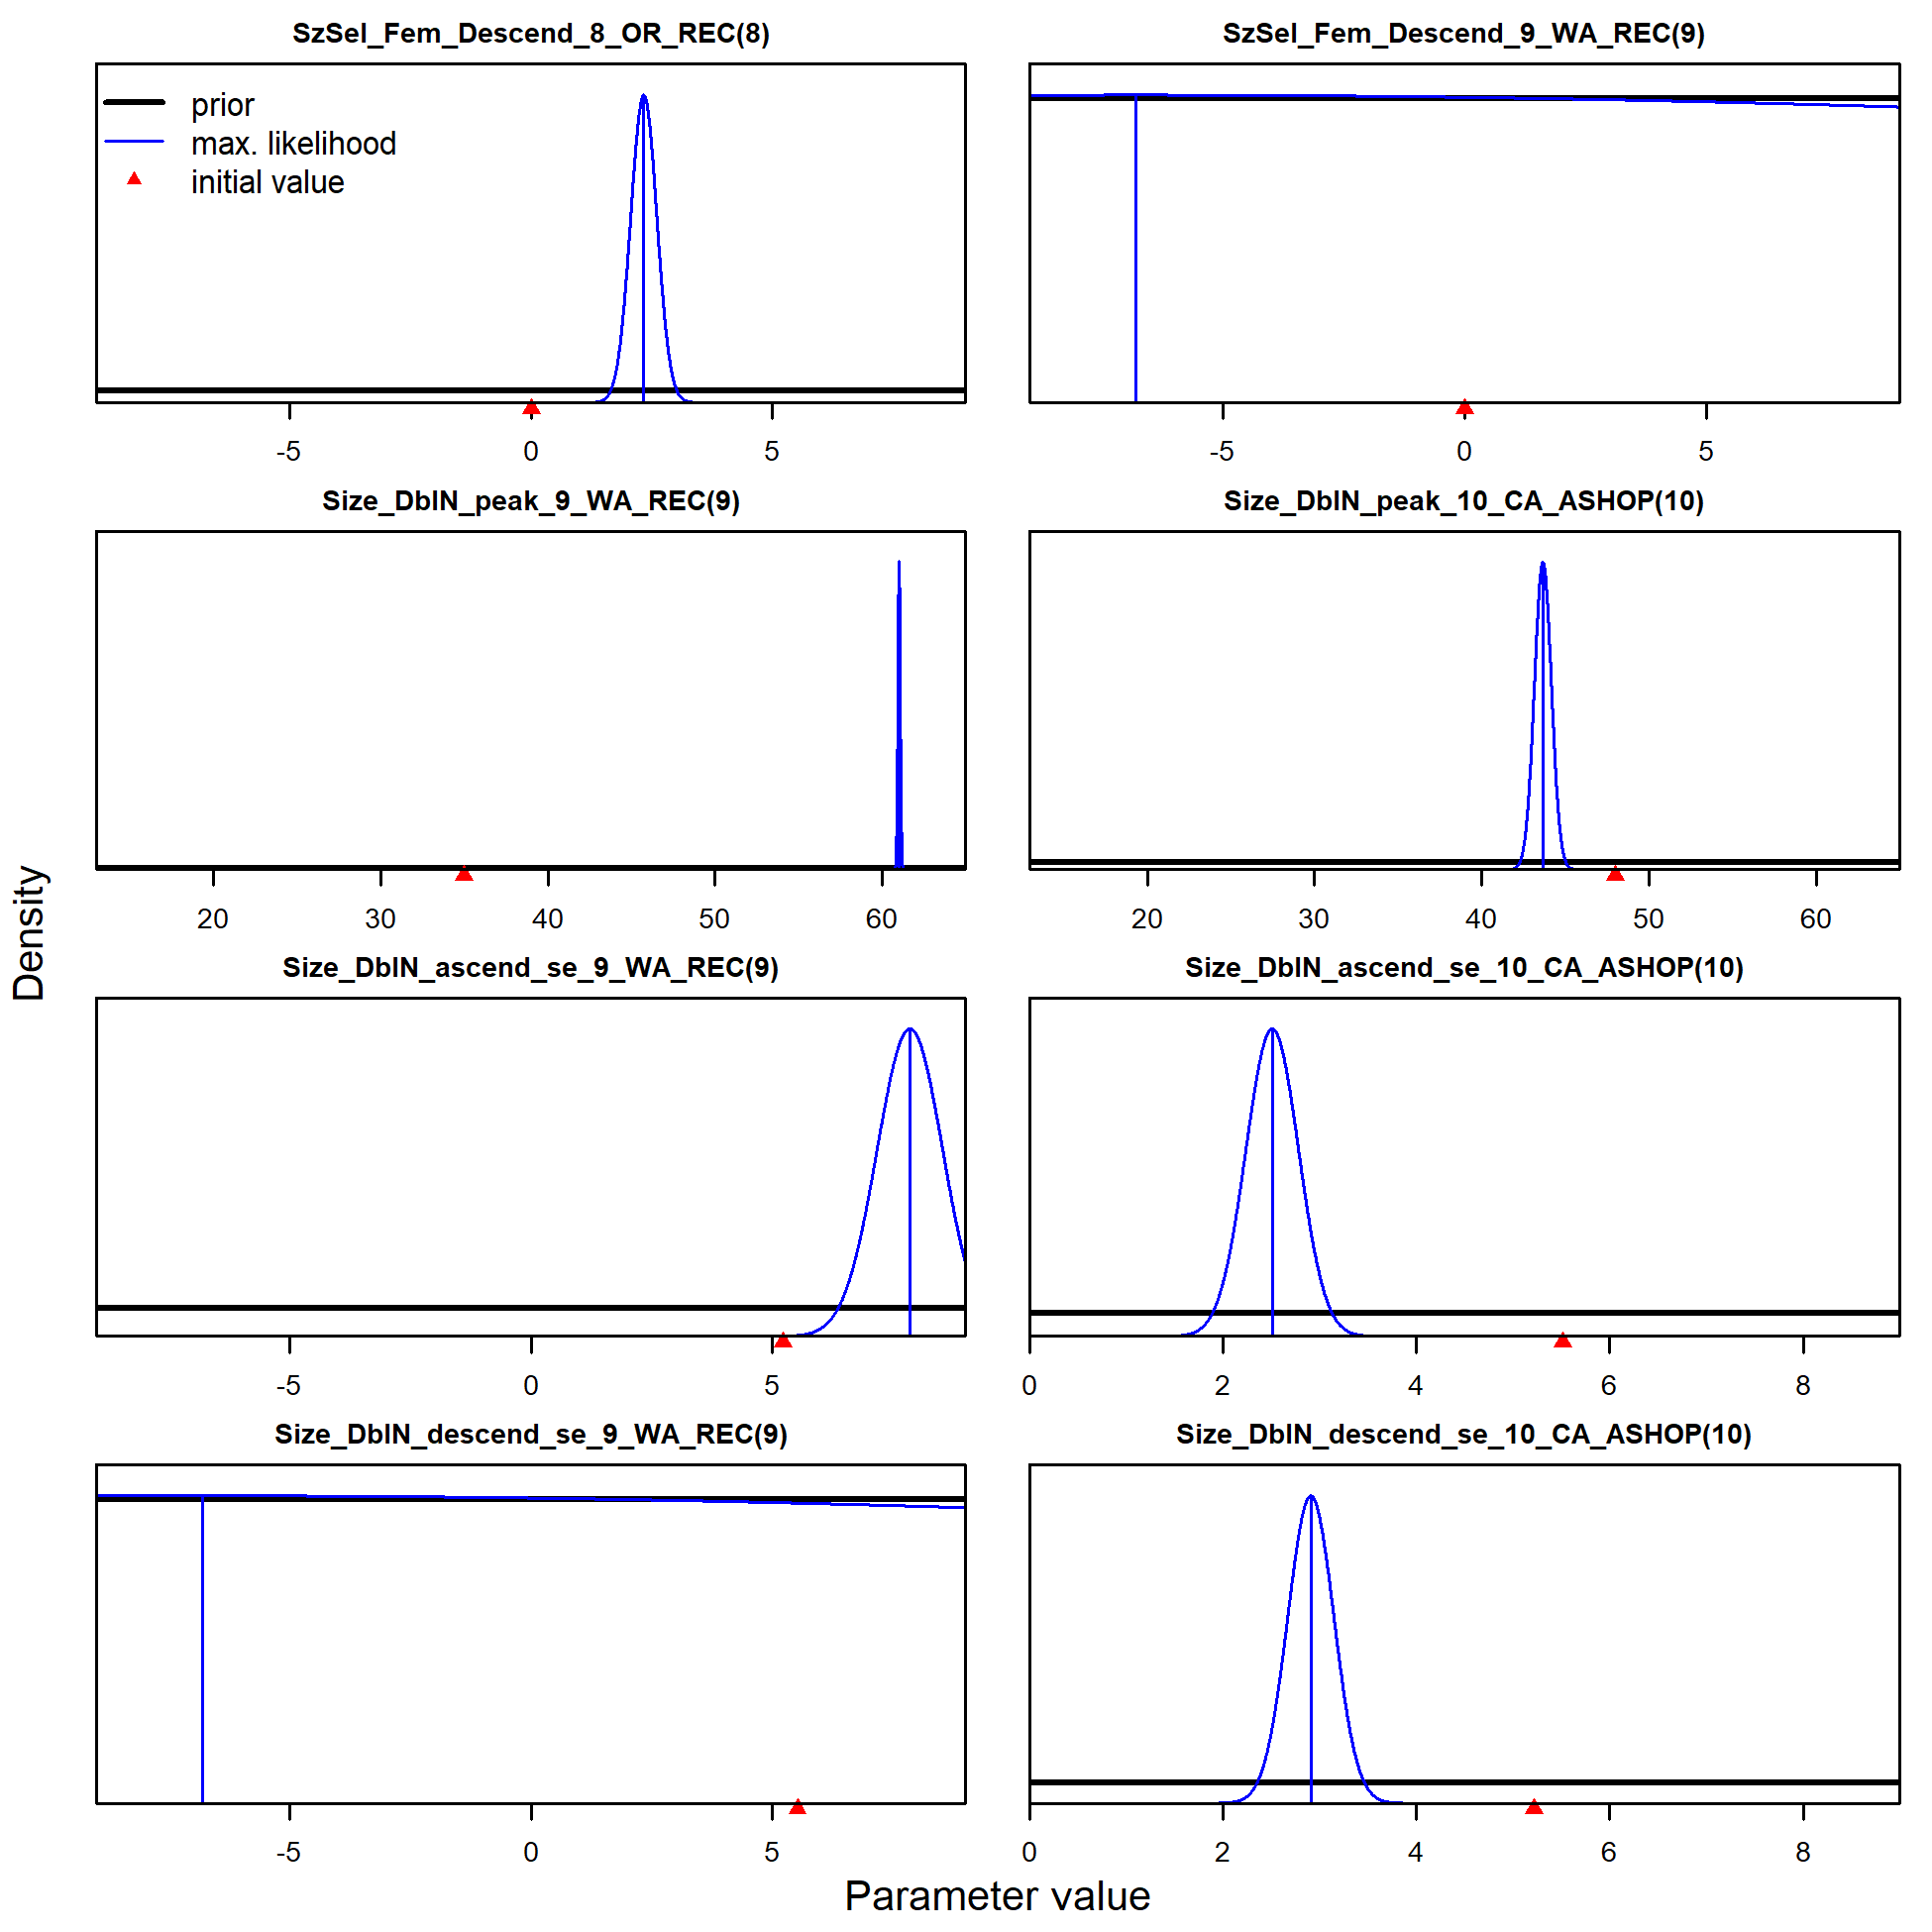 SzSel_Fem_Descend_8_OR_REC(8)
prior
max. likelihood
initial value
-5 0 5
SzSel_Fem_Descend_9_WA_REC(9)
-5 0 5
Size_DblN_peak_9_WA_REC(9)
20 30 40 50 60
Size_DblN_peak_10_CA_ASHOP(10)
20 30 40 50 60
Size_DblN_ascend_se_9_WA_REC(9)
-5 0 5
Size_DblN_ascend_se_10_CA_ASHOP(10)
0 2 4 6 8
Size_DblN_descend_se_9_WA_REC(9)
-5 0 5
Size_DblN_descend_se_10_CA_ASHOP(10)
0 2 4 6 8
Density
Parameter value